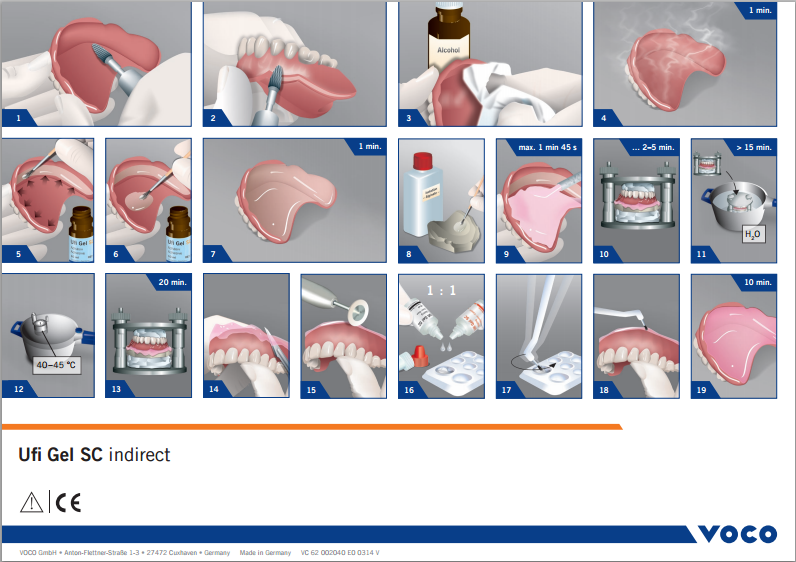 Alcohol
1 min.
1
2
3
4
1 min.
max. 1 min 45 s
... 2–5 min.
> 15 min.
Ufi Gel
Ufi Gel
H₂O
5
6
7
8
9
10
11
20 min.
1 : 1
10 min.
40–45 °C
12
13
14
15
16
17
18
19
Ufi Gel SC indirect
CE
VOCO
VOCO GmbH • Anton-Flettner-Straße 1-3 • 27472 Cuxhaven • Germany Made in Germany VC 62 002040 E0 0314 V